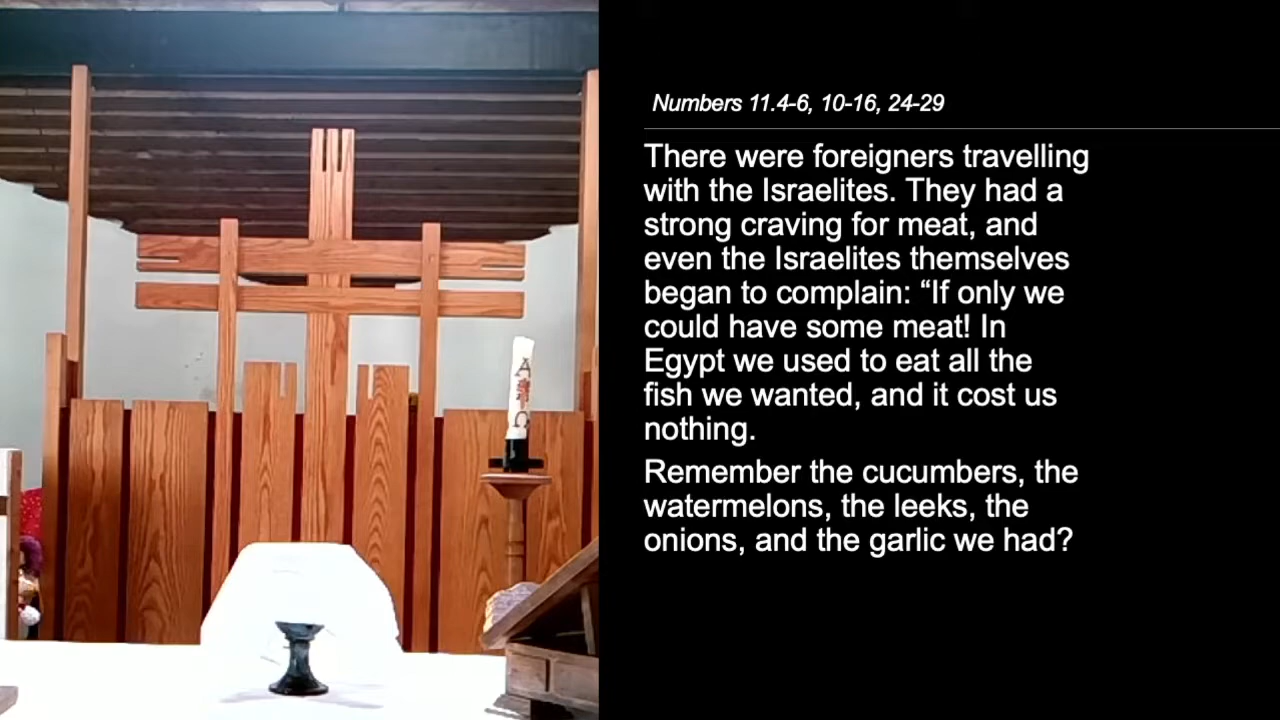 Numbers 11.4-6, 10-16, 24-29
There were foreigners travelling
with the Israelites. They had a
strong craving for meat, and
even the Israelites themselves
began to complain: “If only we
could have some meat! In
Egypt we used to eat all the
fish we wanted, and it cost us
nothing.
Remember the cucumbers, the
watermelons, the leeks, the
onions, and the garlic we had?
Α
Ω